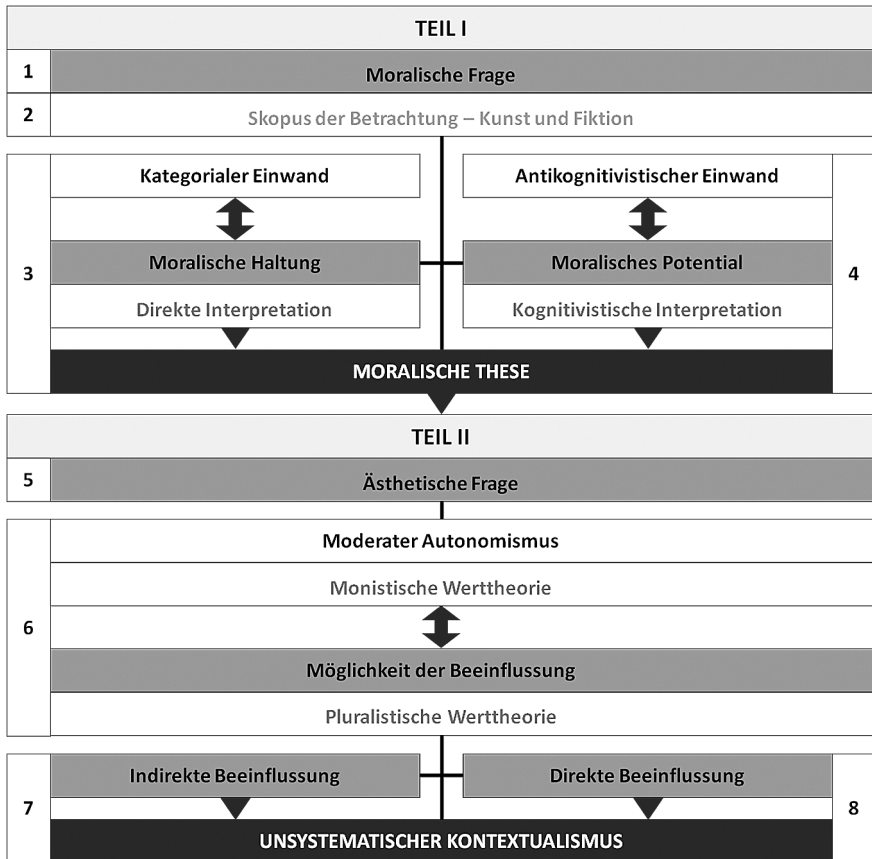 TEIL I
1
Moralische Frage
2
Skopus der Betrachtung – Kunst und Fiktion
3
Kategorialer Einwand
Moralische Haltung
Direkte Interpretation
Antikognitivistischer Einwand
Moralisches Potential
Kognitivistische Interpretation
4
MORALISCHE THESE
TEIL II
5
Ästhetische Frage
6
Moderater Autonomismus
Monistische Werttheorie
Möglichkeit der Beeinflussung
Pluralistische Werttheorie
7
Indirekte Beeinflussung
Direkte Beeinflussung
8
UNSYSTEMATISCHER KONTEXTUALISMUS